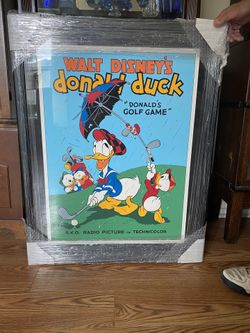 WALT DISNEY'S
donald duck
"DONALD'S
GOLF GAME"
R.K.O. RADIO PICTURE IN TECHNICOLOR